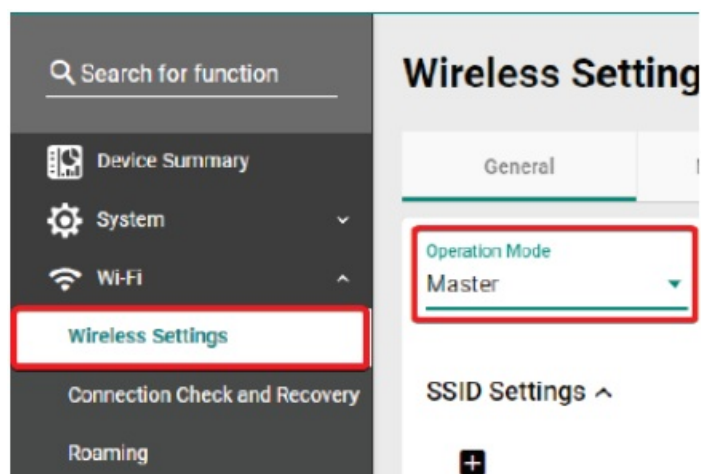 Search for function
Device Summary
System
Wi-Fi
Wireless Settings
Connection Check and Recovery
Roaming
Wireless Setting
General
Operation Mode
Master
SSID Settings